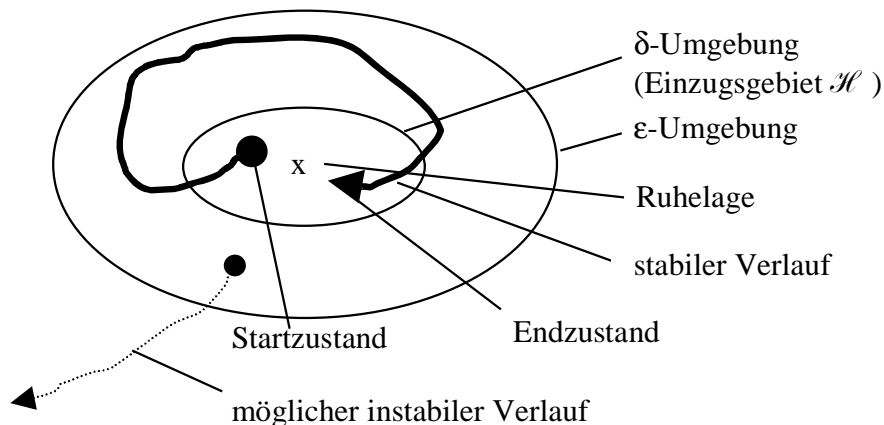 δ-Umgebung
(Einzugsgebiet ℋ )
ε-Umgebung
x
Ruhelage
stabiler Verlauf
Startzustand
Endzustand
möglicher instabiler Verlauf